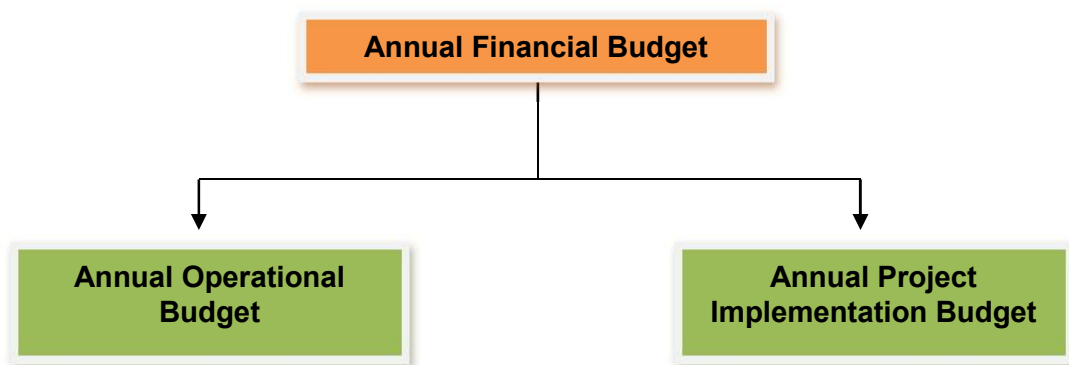 Annual Financial Budget
Annual Operational
Budget
Annual Project
Implementation Budget